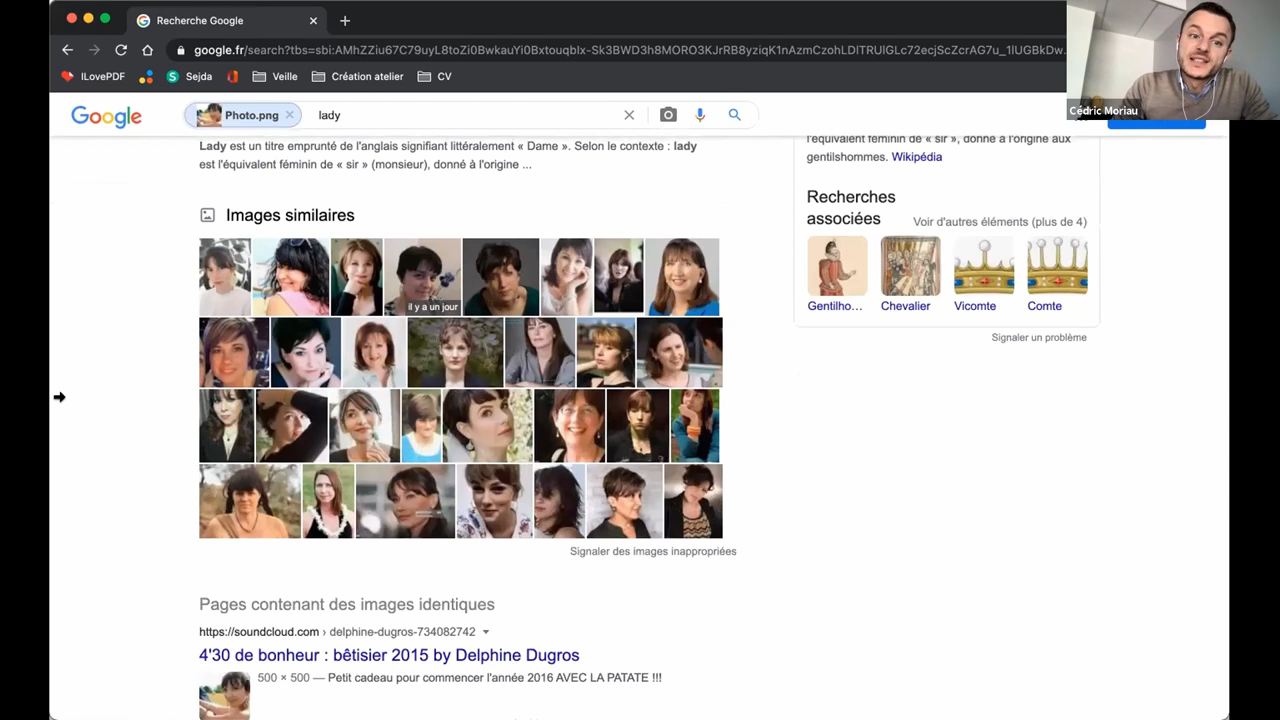 Recherche Google
google.fr/search?tbs=sbi:AMhZZiu67C79uyL8toZi0BwkauYi0Bxtouqblx-Sk3BWD3h8MORO3KJrRB8yziqK1nAzmCzohLDlTRUlGLc72ecjScZcrAG7u_1lUGBkDw...
ILovePDF
Sejda
Veille
Création atelier
CV
Cédric Moriau
Google
Photo.png
lady
Lady est un titre emprunté de l'anglais signifiant littéralement « Dame ». Selon le contexte : lady
est l'équivalent féminin de « sir » (monsieur), donné à l'origine ...
l'équivalent féminin de « sir », donné à l'origine aux
gentilshommes. Wikipédia
Images similaires
il y a un jour
Recherches
associées
Voir d'autres éléments (plus de 4)
Gentilho...
Chevalier
Vicomte
Comte
Signaler un problème
Signaler des images inappropriées
Pages contenant des images identiques
https://soundcloud.com › delphine-dugros-734082742
4'30 de bonheur : bêtisier 2015 by Delphine Dugros
500 × 500 — Petit cadeau pour commencer l'année 2016 AVEC LA PATATE !!!